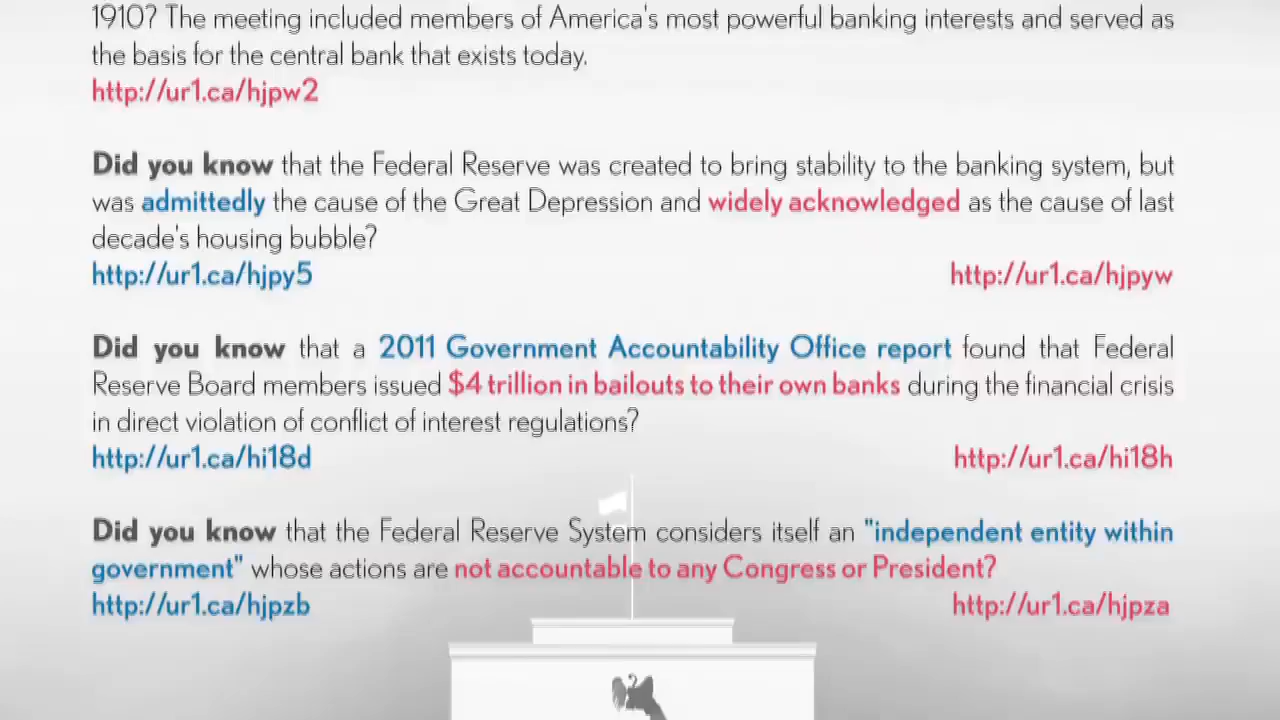 1910? The meeting included members of America's most powerful banking interests and served as
the basis for the central bank that exists today.
http://ur1.ca/hjpw2
Did you know that the Federal Reserve was created to bring stability to the banking system, but
was admittedly the cause of the Great Depression and widely acknowledged as the cause of last
decade's housing bubble?
http://ur1.ca/hjpy5 http://ur1.ca/hjpyw
Did you know that a 2011 Government Accountability Office report found that Federal
Reserve Board members issued $4 trillion in bailouts to their own banks during the financial crisis
in direct violation of conflict of interest regulations?
http://ur1.ca/hi18d http://ur1.ca/hi18h
Did you know that the Federal Reserve System considers itself an "independent entity within
government" whose actions are not accountable to any Congress or President?
http://ur1.ca/hjpzb http://ur1.ca/hjpza